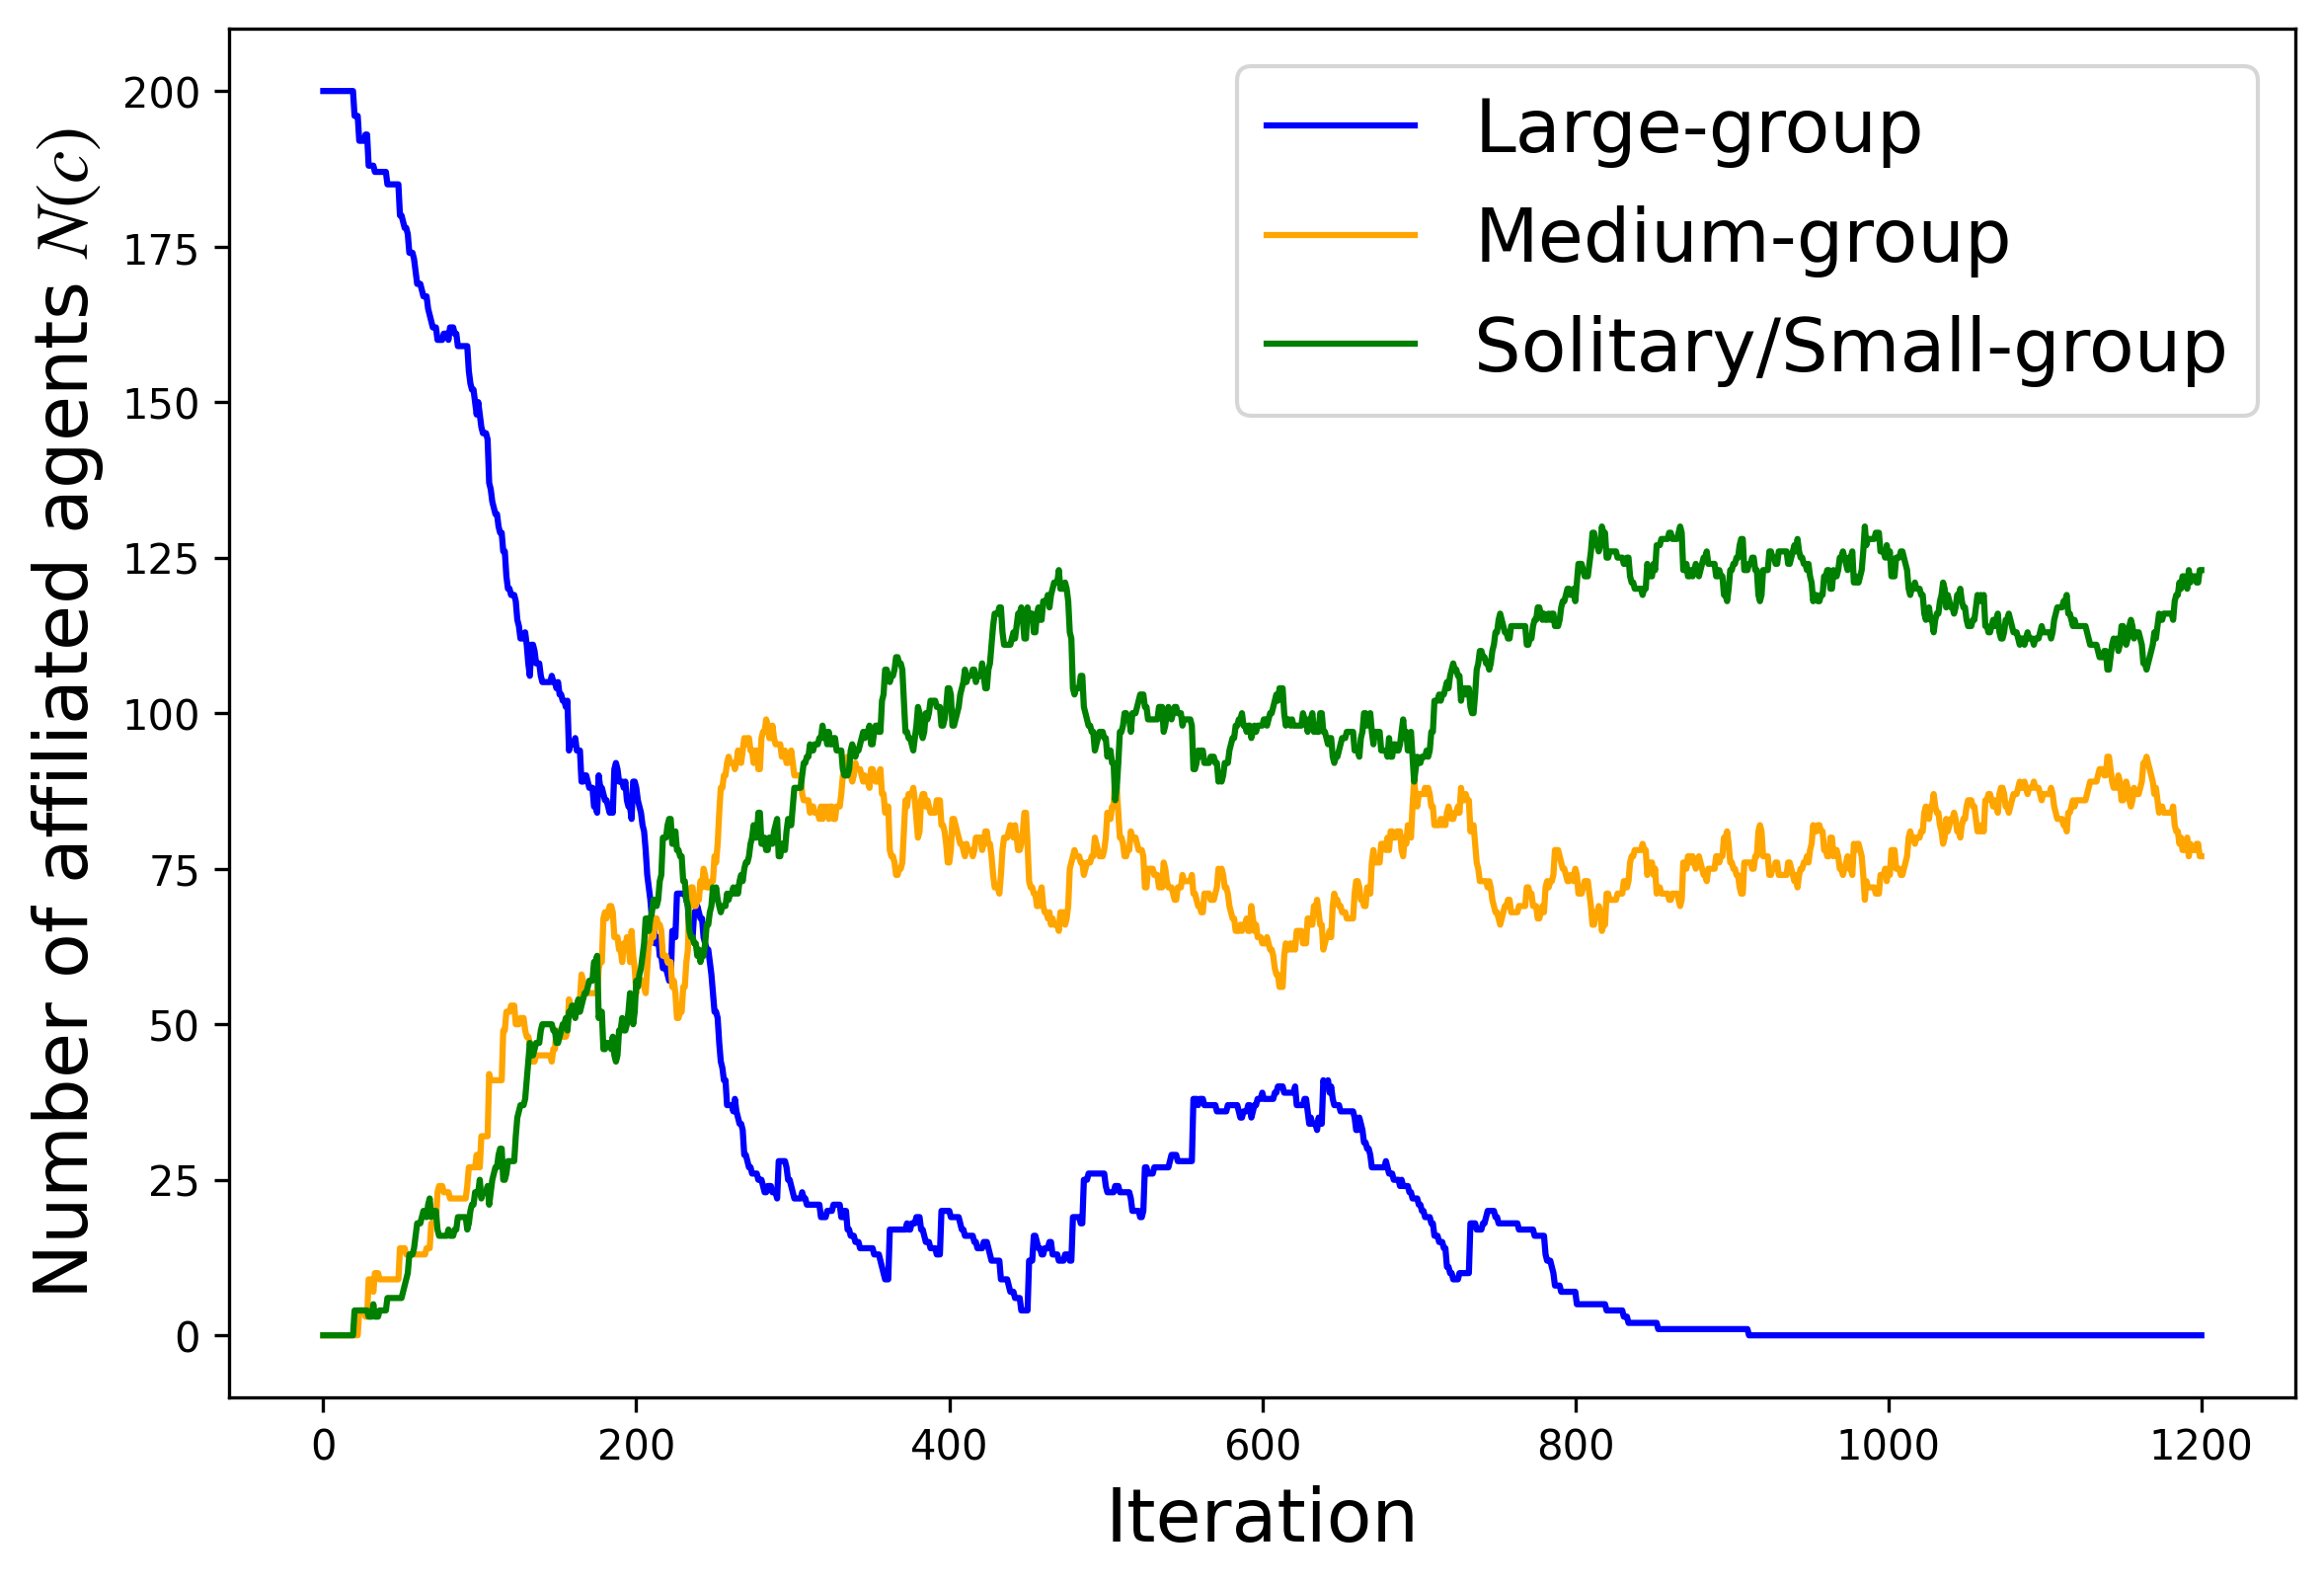 Number of affiliated agents N(c)
200
175
150
125
100
75
50
25
0
Large-group
Medium-group
Solitary/Small-group
0 200 400 600 800 1000 1200
Iteration